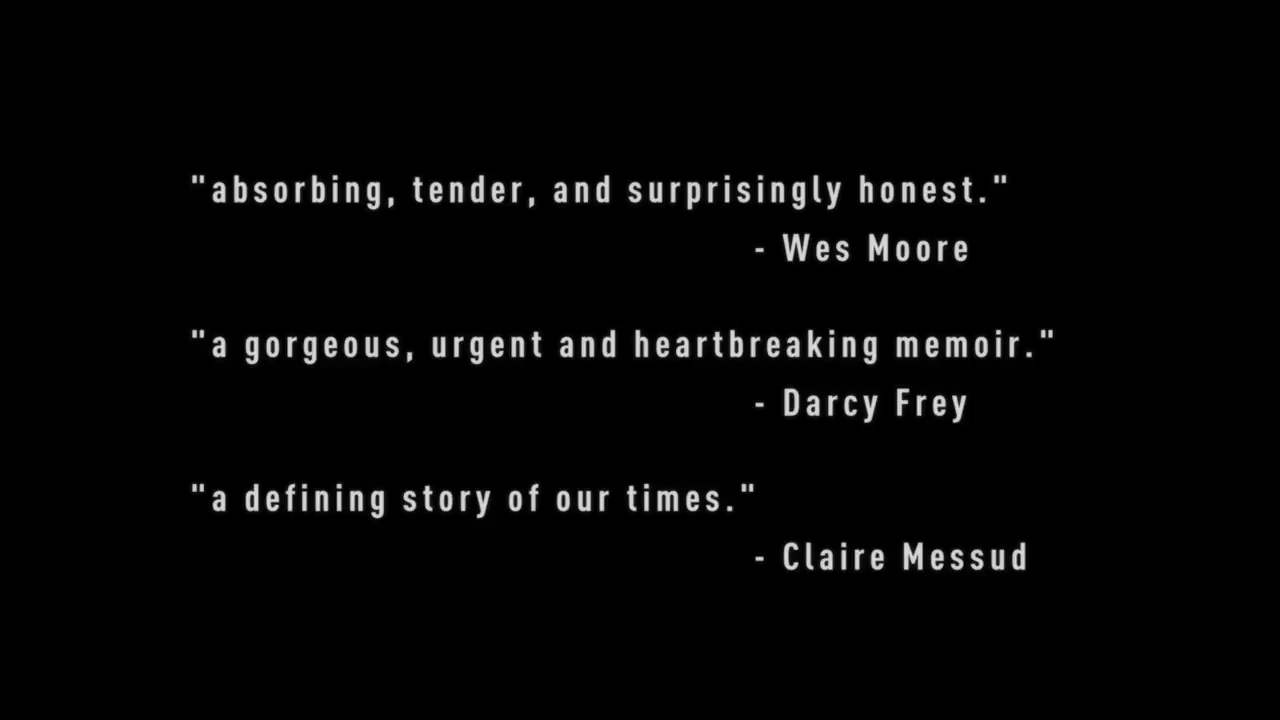 "absorbing, tender, and surprisingly honest."
- Wes Moore
"a gorgeous, urgent and heartbreaking memoir."
- Darcy Frey
"a defining story of our times."
- Claire Messud